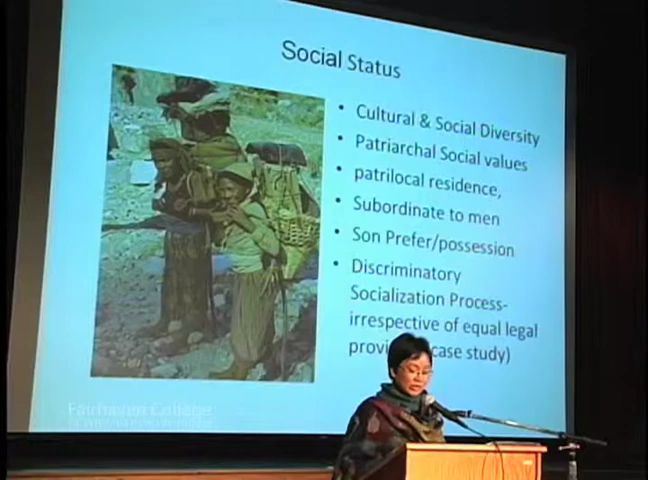 Social Status
• Cultural & Social Diversity
• Patriarchal Social values
• patrilocal residence,
• Subordinate to men
• Son Prefer/possession
• Discriminatory
Socialization Process-
irrespective of equal legal
case study)
Fairhaven College